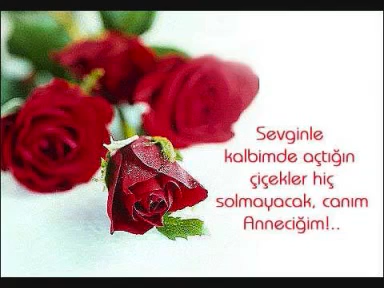 Sevginle
kalbimde açtığın
çiçekler hiç
solmayacak, canım
Anneciğim!..